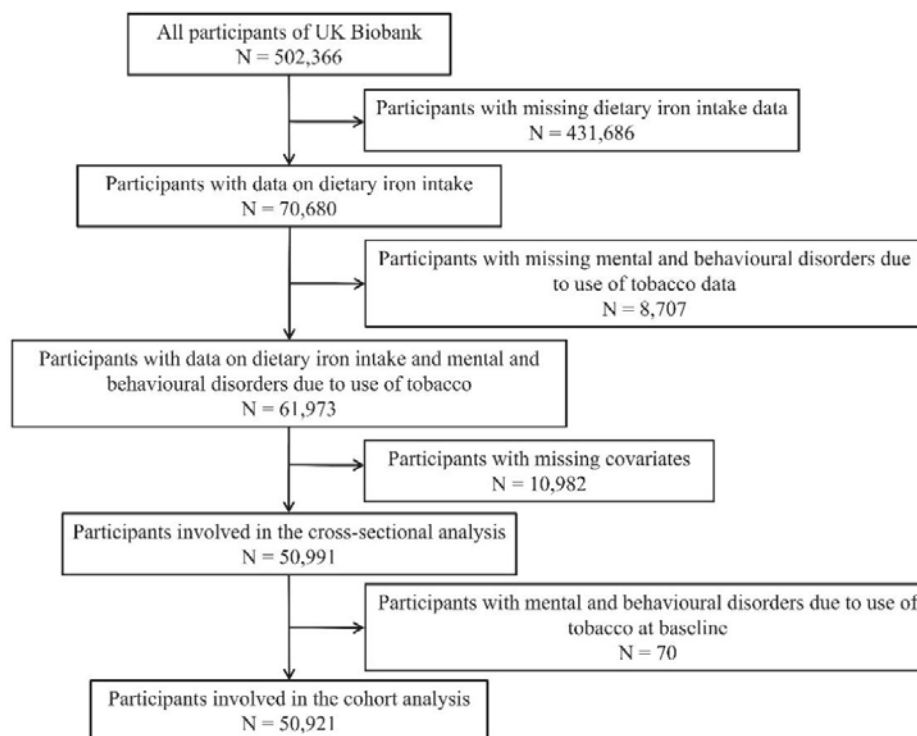 All participants of UK Biobank
N = 502,366
Participants with missing dietary iron intake data
N = 431,686
Participants with data on dietary iron intake
N = 70,680
Participants with missing mental and behavioural disorders due
to use of tobacco data
N = 8,707
Participants with data on dietary iron intake and mental and
behavioural disorders due to use of tobacco
N = 61,973
Participants with missing covariates
N = 10,982
Participants involved in the cross-sectional analysis
N = 50,991
Participants with mental and behavioural disorders due to use of
tobacco at baseline
N = 70
Participants involved in the cohort analysis
N = 50,921